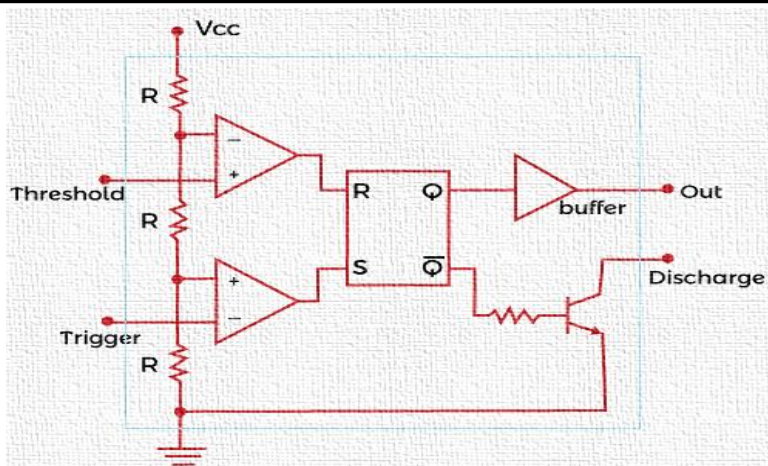 Vcc
R
−
+
Threshold
R
R Q
buffer
Out
S Q̅
Discharge
+
−
Trigger
R